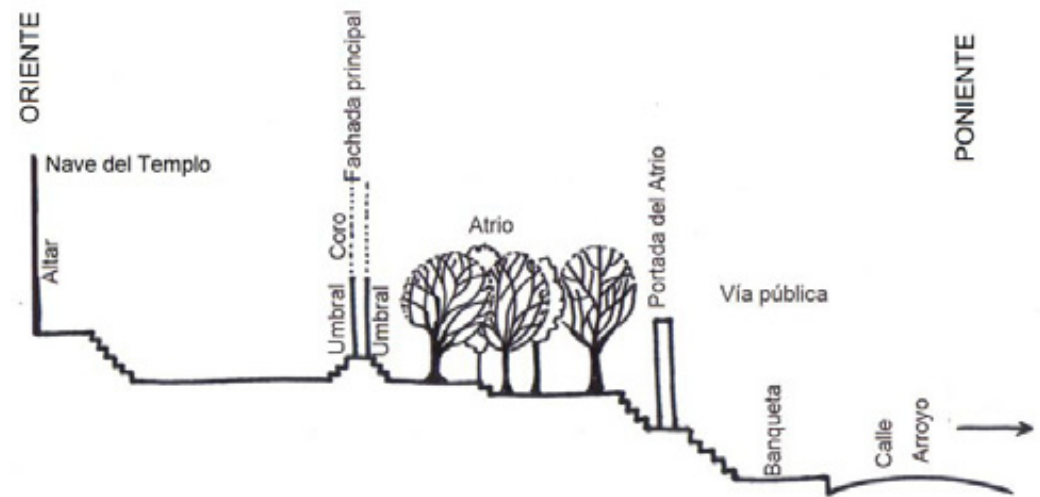 ORIENTE
Nave del Templo
Altar
Umbral
Coro
Fachada principal
Umbral
Atrio
Portada del Atrio
Vía pública
PONIENTE
Banqueta
Calle
Arroyo